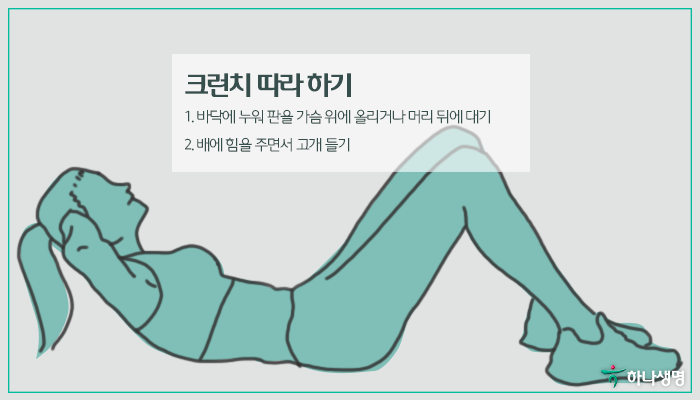 크런치 따라 하기
1. 바닥에 누워 판을 가슴 위에 올리거나 머리 뒤에 대기
2. 배에 힘을 주면서 고개 들기
하나생명